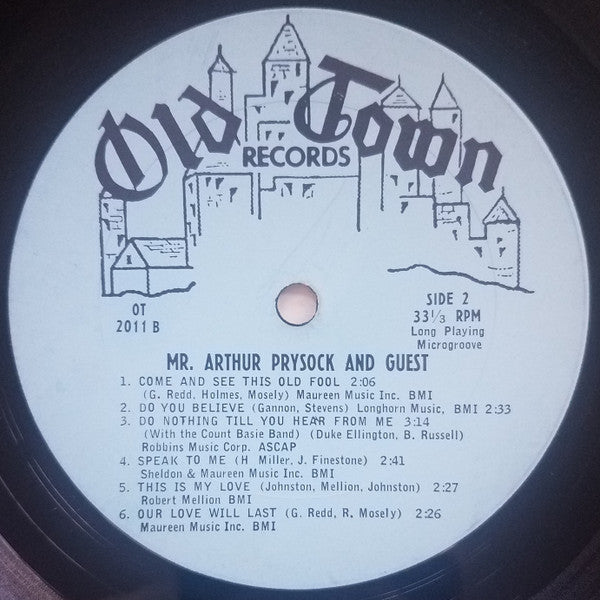 Old Town
RECORDS
OT
2011 B
SIDE 2
33⅓ RPM
Long Playing
Microgroove
MR. ARTHUR PRYSOCK AND GUEST
1. COME AND SEE THIS OLD FOOL 2:06
(G. Redd, Holmes, Mosely) Maureen Music Inc. BMI
2. DO YOU BELIEVE (Gannon, Stevens) Longhorn Music, BMI 2:33
3. DO NOTHING TILL YOU HEAR FROM ME 3:14
(With the Count Basie Band) (Duke Ellington, B. Russell)
Robbins Music Corp. ASCAP
4. SPEAK TO ME (H Miller, J. Finestone) 2:41
Sheldon & Maureen Music Inc. BMI
5. THIS IS MY LOVE (Johnston, Mellion, Johnston) 2:27
Robert Mellion BMI
6. OUR LOVE WILL LAST (G. Redd, R. Mosely) 2:26
Maureen Music Inc. BMI